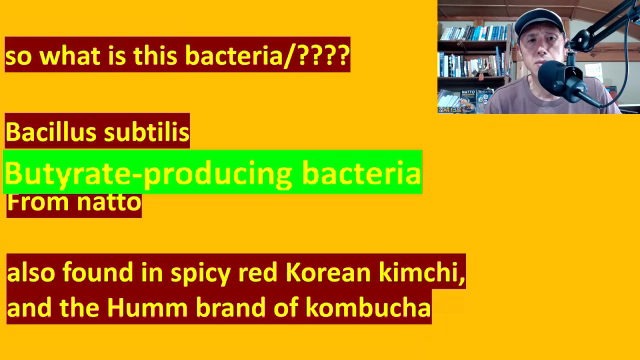 so what is this bacteria/????
Bacillus subtilis
Butyrate-producing bacteria
From natto
also found in spicy red Korean kimchi,
and the Humm brand of kombucha
NATTO